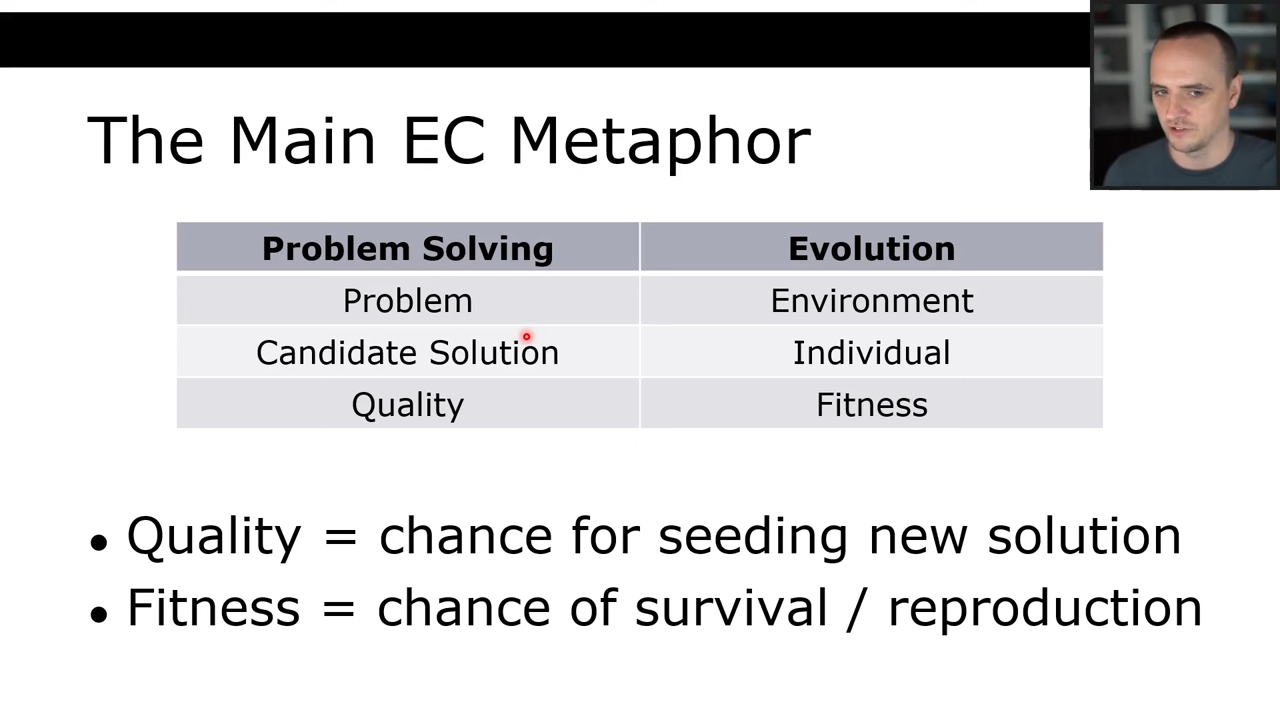 The Main EC Metaphor
Problem Solving Evolution
Problem Environment
Candidate Solution Individual
Quality Fitness
• Quality = chance for seeding new solution
• Fitness = chance of survival / reproduction